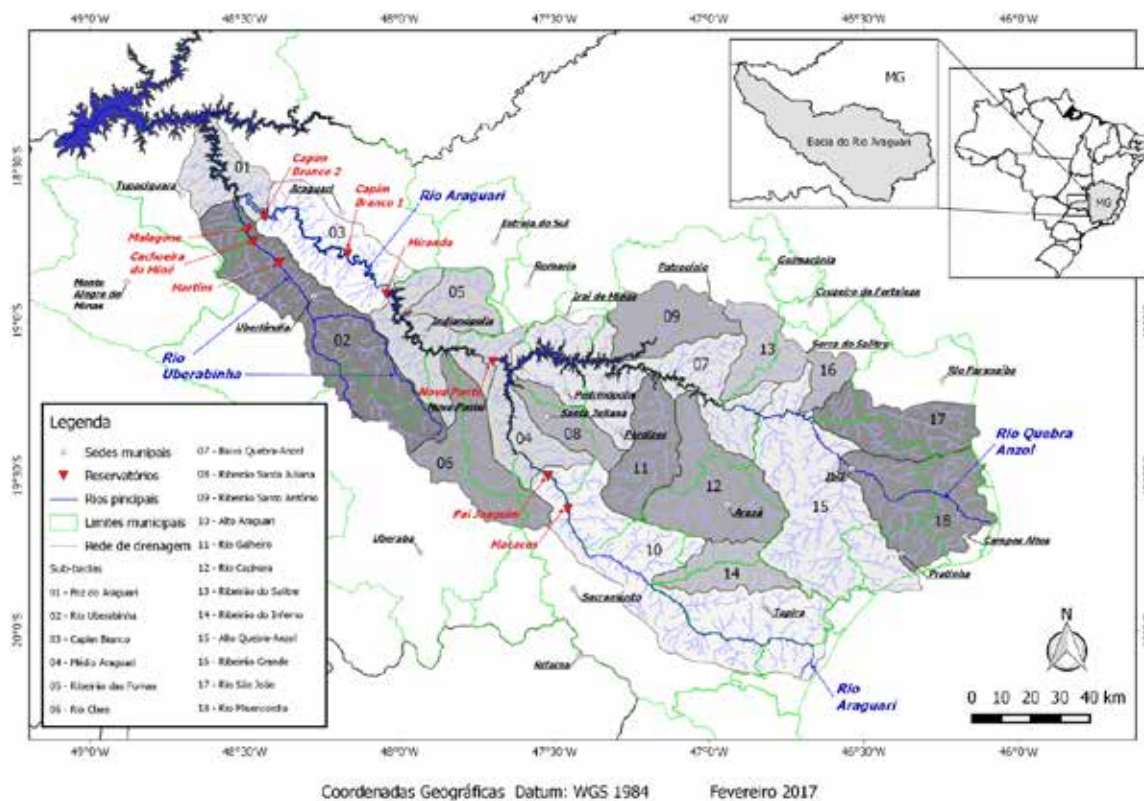 49°0'W 48°30'W 48°0'W 47°30'W 47°0'W 46°30'W 46°0'W
MG
Bacia do Rio Araguari
MG
18°30'S
19°0'S
19°30'S
20°0'S
01
Tupaciguara
Capim
Branco 2
Araguari
Capim
Branco 1
Rio Araguari
03
Miranda
Estrela do Sul
Malagone
Cachoeira
do Miné
Martins
Monte
Alegre de
Minas
Romaria
Patrocínio
Guimarânia
Cruzeiro da Fortaleza
Iraí de Minas
05
Indianópolis
09
Uberlândia
02
Rio
Uberabinha
07
13
Serra do Salitre
16
Rio Paranaíba
Nova Ponte
Nova Ponte
Pedrinópolis
Santa Juliana
Perdizes
17
Rio Quebra
Anzol
04
08
06
11
12
Ibiá
15
18
Pai Joaquim
Araxá
Macacos
Uberaba
10
Campos Altos
Pratinha
14
Sacramento
Tapira
Rifaina
Rio
Araguari
Legenda
Sedes municipais
Reservatórios
Rios principais
Limites municipais
Rede de drenagem
Sub-bacias
01 - Foz do Araguari
02 - Rio Uberabinha
03 - Capim Branco
04 - Médio Araguari
05 - Ribeirão das Furnas
06 - Rio Claro
07 - Baixo Quebra-Anzol
08 - Ribeirão Santa Juliana
09 - Ribeirão Santo Antônio
10 - Alto Araguari
11 - Rio Galheiro
12 - Rio Capivara
13 - Ribeirão do Salitre
14 - Ribeirão do Inferno
15 - Alto Quebra-Anzol
16 - Ribeirão Grande
17 - Rio São João
18 - Rio Misericórdia
N
0 10 20 30 40 km
49°0'W 48°30'W 48°0'W 47°30'W 47°0'W 46°30'W 46°0'W
Coordenadas Geográficas Datum: WGS 1984 Fevereiro 2017